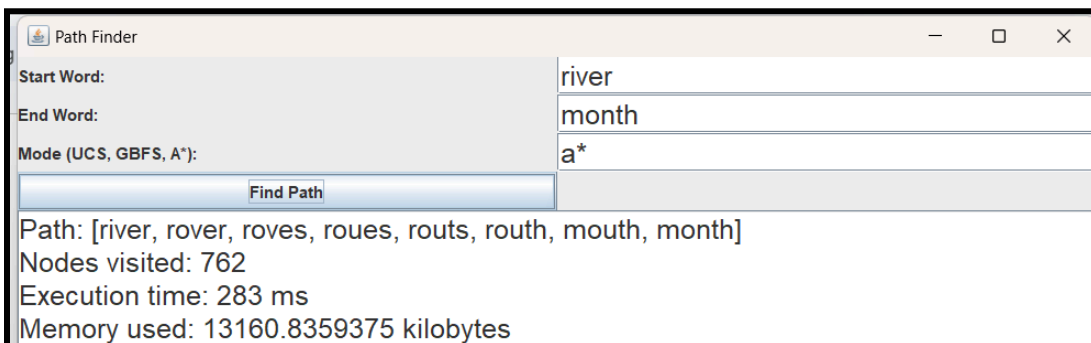 Path Finder
Start Word: river
End Word: month
Mode (UCS, GBFS, A*): a*
Find Path
Path: [river, rover, roves, roues, routs, routh, mouth, month]
Nodes visited: 762
Execution time: 283 ms
Memory used: 13160.8359375 kilobytes